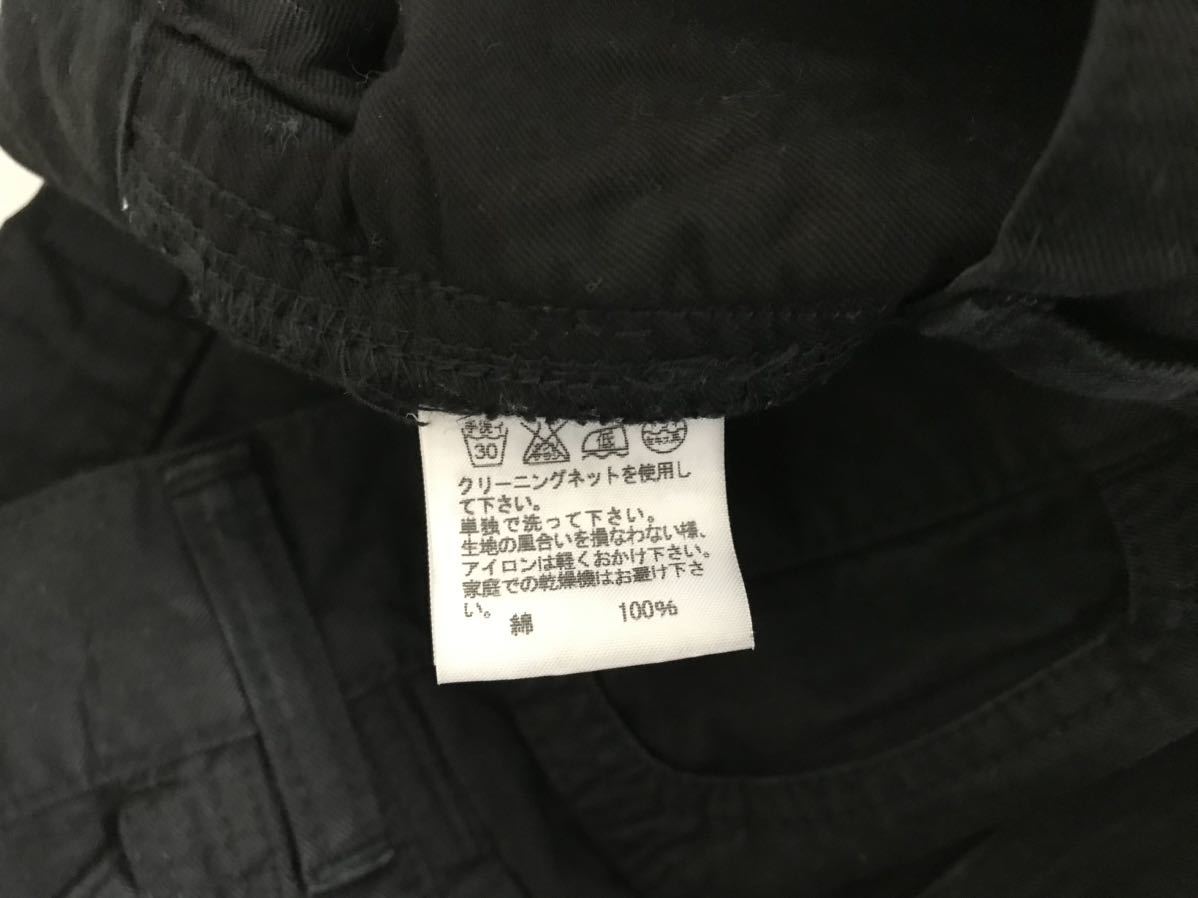 手洗イ
30
低
クリーニングネットを使用し
て下さい。
単独で洗って下さい。
生地の風合いを損なわない様、
アイロンは軽くおかけ下さい。
家庭での乾燥機はお避け下さ
い。
綿 100%